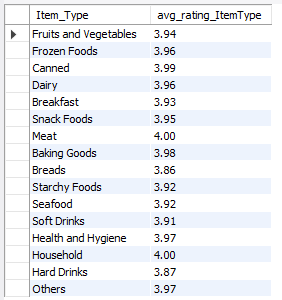 Item_Type avg_rating_ItemType
Fruits and Vegetables 3.94
Frozen Foods 3.96
Canned 3.99
Dairy 3.96
Breakfast 3.93
Snack Foods 3.95
Meat 4.00
Baking Goods 3.98
Breads 3.86
Starchy Foods 3.92
Seafood 3.92
Soft Drinks 3.91
Health and Hygiene 3.97
Household 4.00
Hard Drinks 3.87
Others 3.97